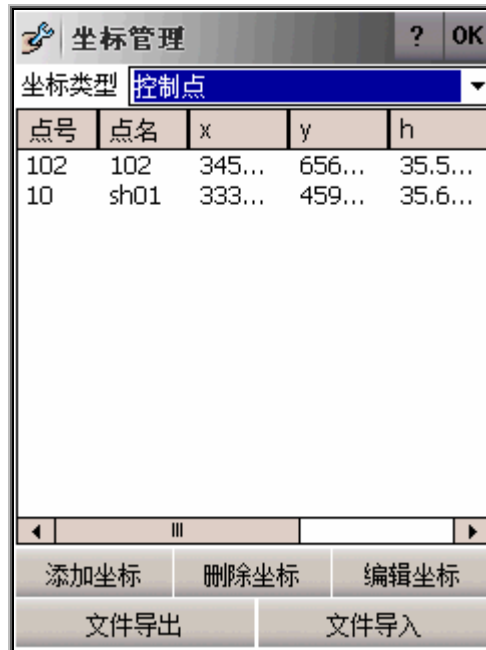 坐标管理 ? OK
坐标类型 控制点
点号 点名 x y h
102 102 345... 656... 35.5...
10 sh01 333... 459... 35.6...
添加坐标 删除坐标 编辑坐标
文件导出 文件导入